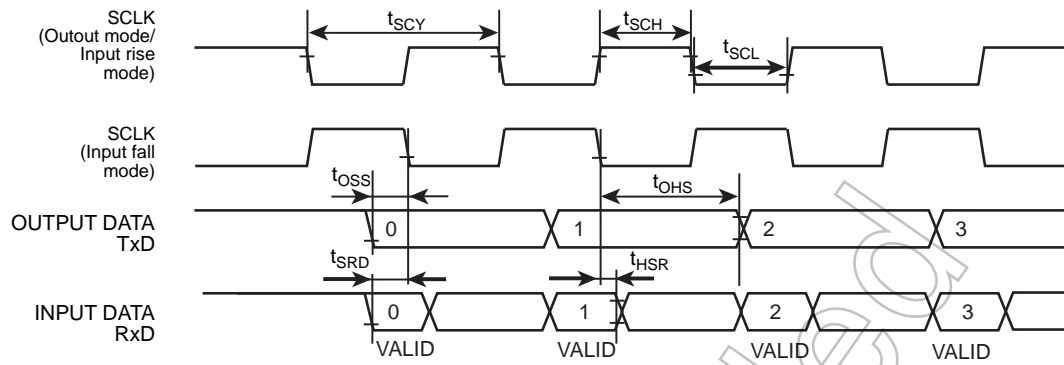 SCLK
(Outout mode/
Input rise
mode)
tSCY
tSCH
tSCL
SCLK
(Input fall
mode)
tOSS
tOHS
OUTPUT DATA
TxD
0
1
2
3
tSRD
tHSR
INPUT DATA
RxD
0
1
2
3
VALID
VALID
VALID
VALID